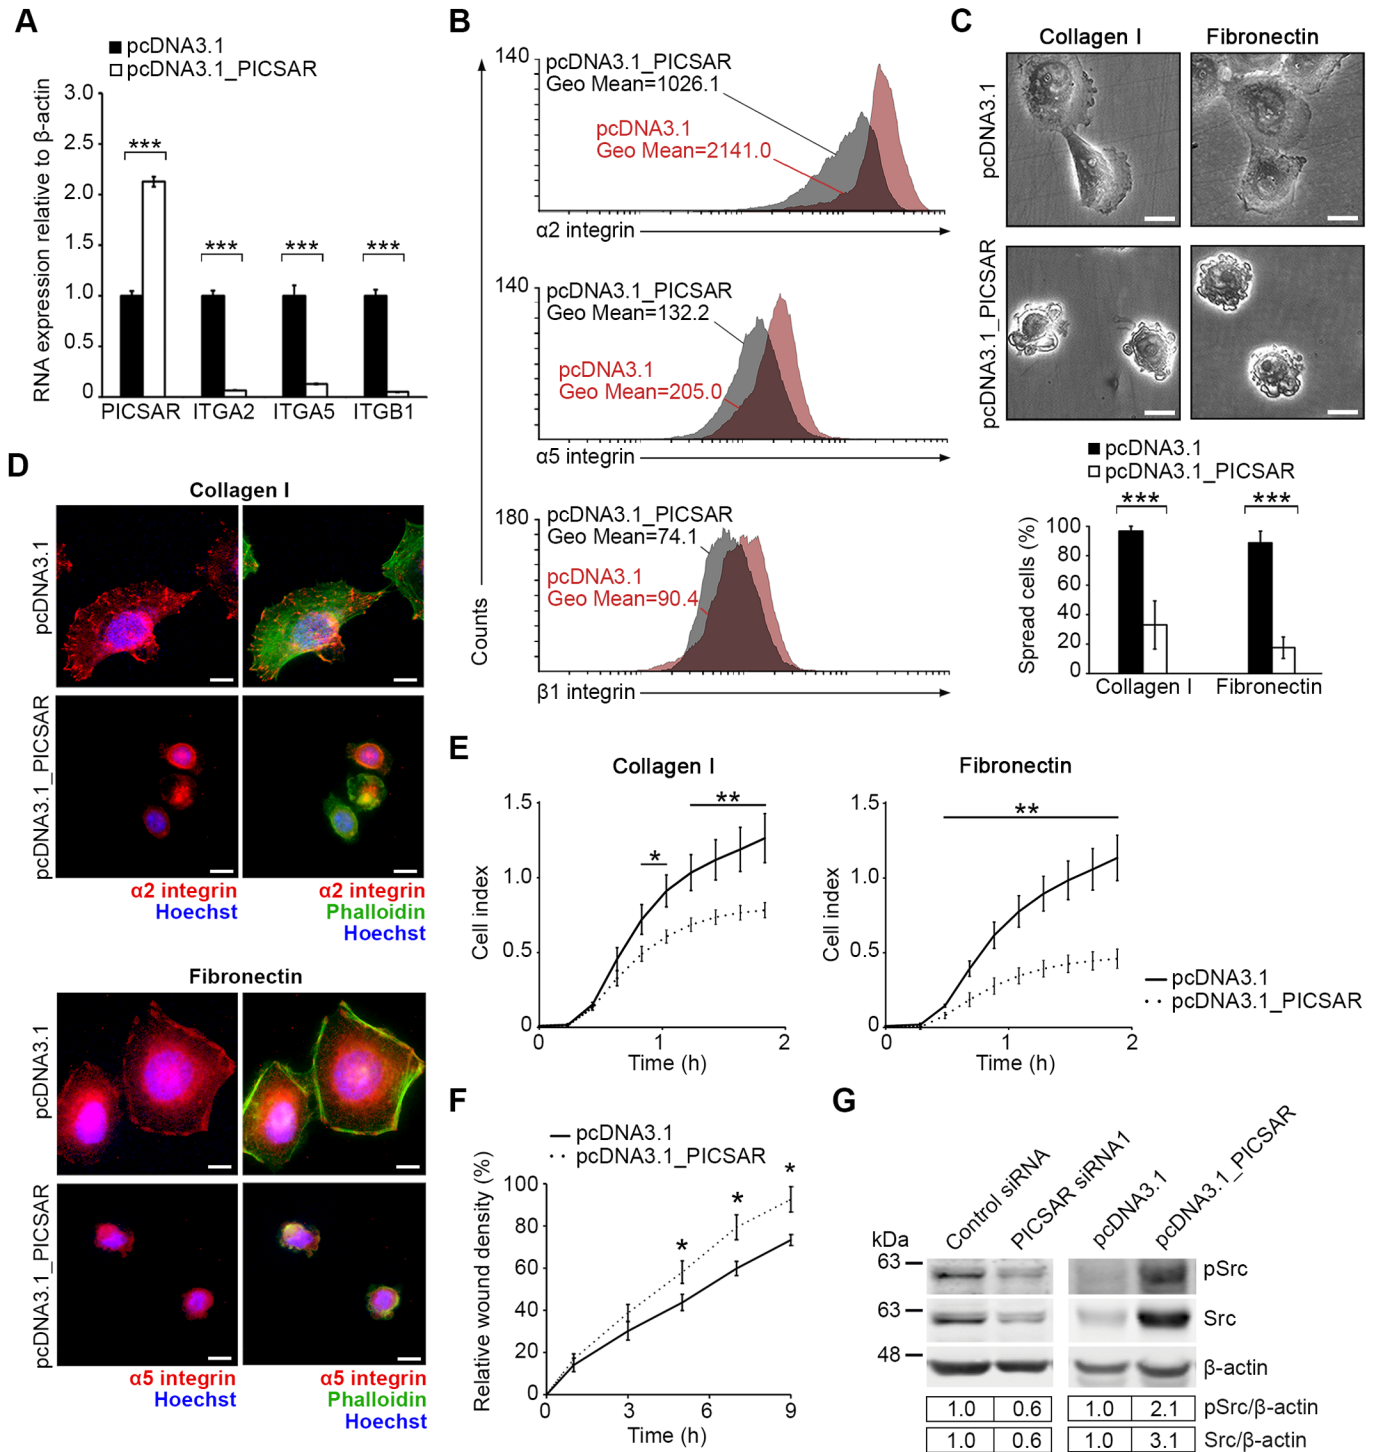 A
pcDNA3.1
pcDNA3.1_PICSAR
RNA expression relative to β-actin
3.0
2.0
1.5
1.0
0.5
0
***
***
***
***
PICSAR ITGA2 ITGA5 ITGB1
B
Counts
140
pcDNA3.1_PICSAR
Geo Mean=1026.1
pcDNA3.1
Geo Mean=2141.0
α2 integrin
140
pcDNA3.1_PICSAR
Geo Mean=132.2
pcDNA3.1
Geo Mean=205.0
α5 integrin
180
pcDNA3.1_PICSAR
Geo Mean=74.1
pcDNA3.1
Geo Mean=90.4
β1 integrin
C
Collagen I Fibronectin
pcDNA3.1
pcDNA3.1_PICSAR
pcDNA3.1
pcDNA3.1_PICSAR
*** ***
Spread cells (%)
100
80
60
40
20
0
Collagen I Fibronectin
D
Collagen I
pcDNA3.1
pcDNA3.1_PICSAR
α2 integrin
Hoechst
α2 integrin
Phalloidin
Hoechst
Fibronectin
pcDNA3.1
pcDNA3.1_PICSAR
α5 integrin
Hoechst
α5 integrin
Phalloidin
Hoechst
E
Collagen I
Cell index
1.5
1.0
0.5
0
*
**
0 1 2
Time (h)
Fibronectin
Cell index
1.5
1.0
0.5
0
**
0 1 2
Time (h)
pcDNA3.1
pcDNA3.1_PICSAR
F
pcDNA3.1
pcDNA3.1_PICSAR
Relative wound density (%)
100
80
60
40
20
0
*
*
*
0 3 6 9
Time (h)
G
Control siRNA
PICSAR siRNA1
pcDNA3.1
pcDNA3.1_PICSAR
kDa
63
pSrc
63
Src
48
β-actin
1.0 0.6 1.0 2.1 pSrc/β-actin
1.0 0.6 1.0 3.1 Src/β-actin